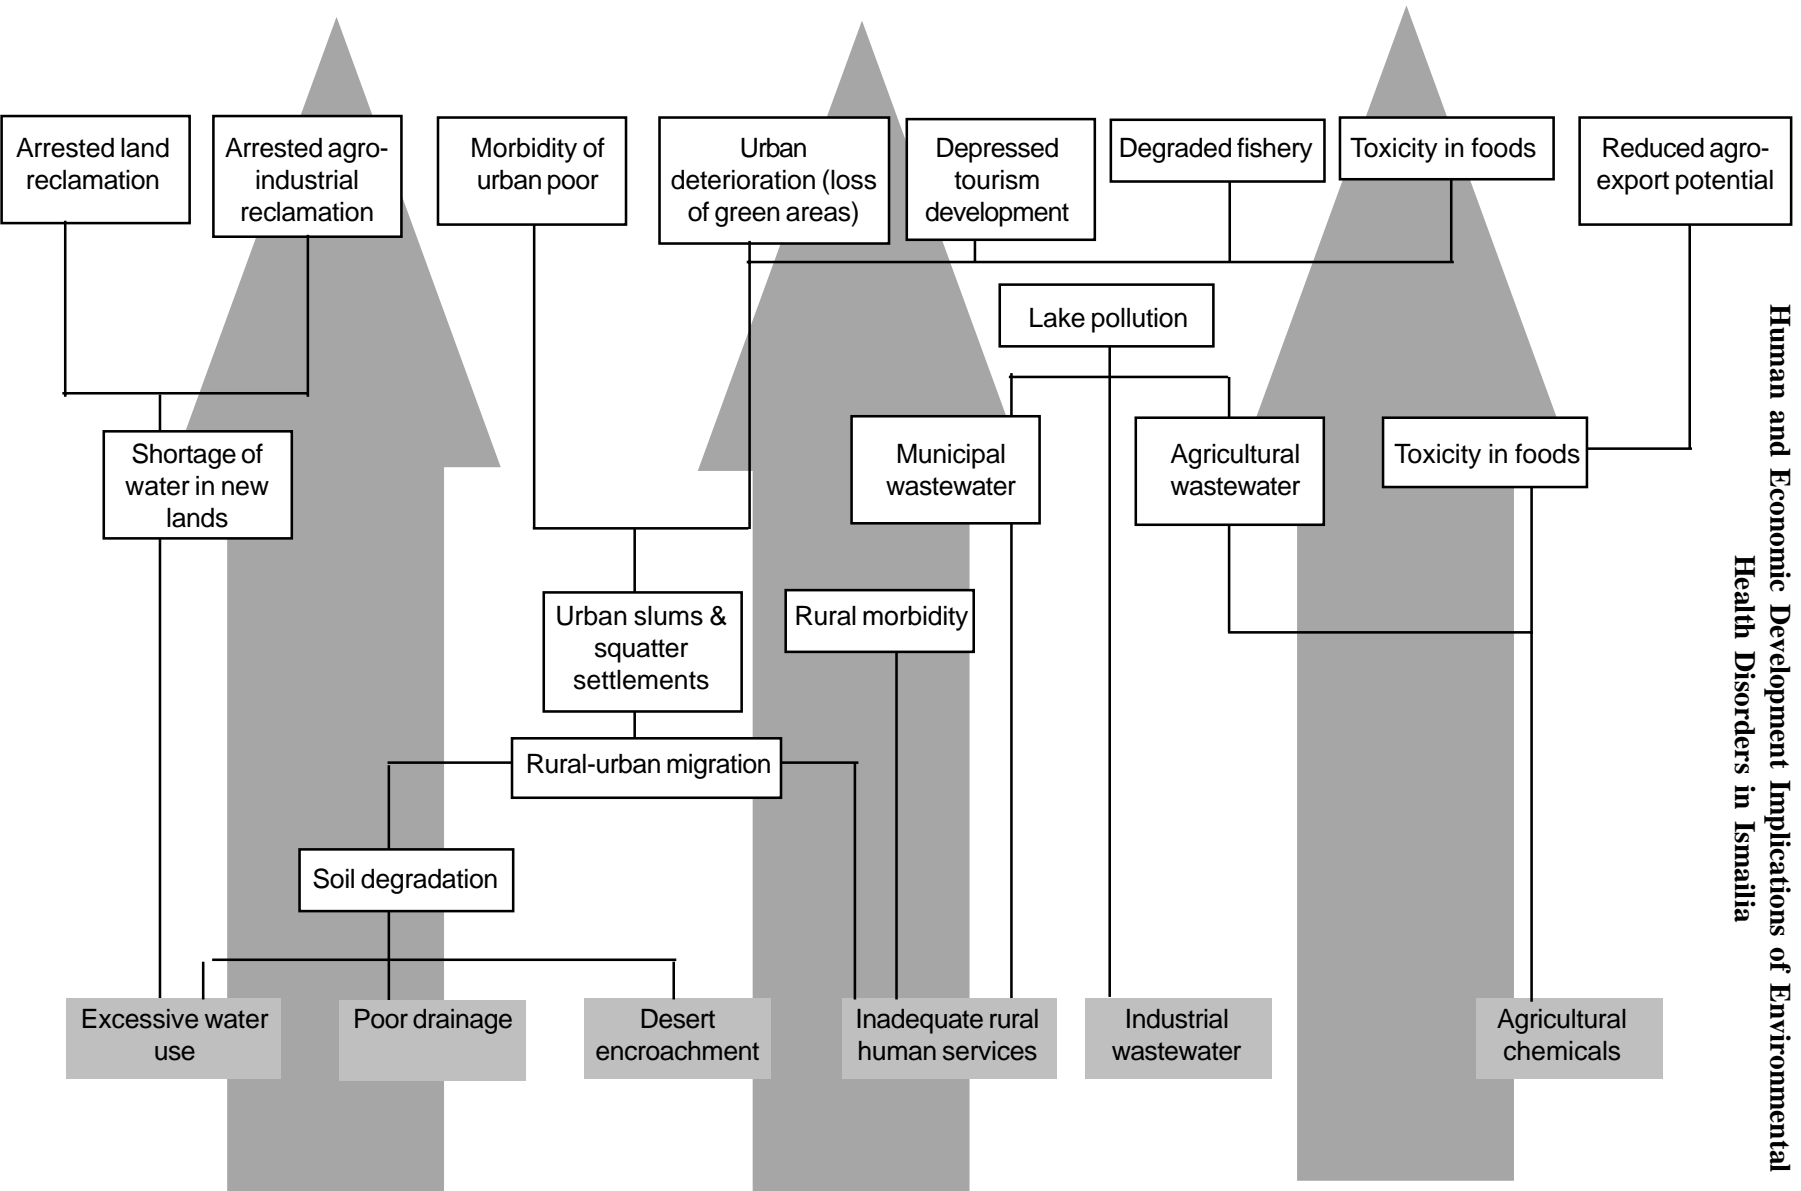 Arrested land
reclamation
Arrested agro-
industrial
reclamation
Morbidity of
urban poor
Urban
deterioration (loss
of green areas)
Depressed
tourism
development
Degraded fishery
Toxicity in foods
Reduced agro-
export potential
Lake pollution
Shortage of
water in new
lands
Municipal
wastewater
Agricultural
wastewater
Toxicity in foods
Urban slums &
squatter
settlements
Rural morbidity
Rural-urban migration
Soil degradation
Excessive water
use
Poor drainage
Desert
encroachment
Inadequate rural
human services
Industrial
wastewater
Agricultural
chemicals
Human and Economic Development Implications of Environmental
Health Disorders in Ismailia